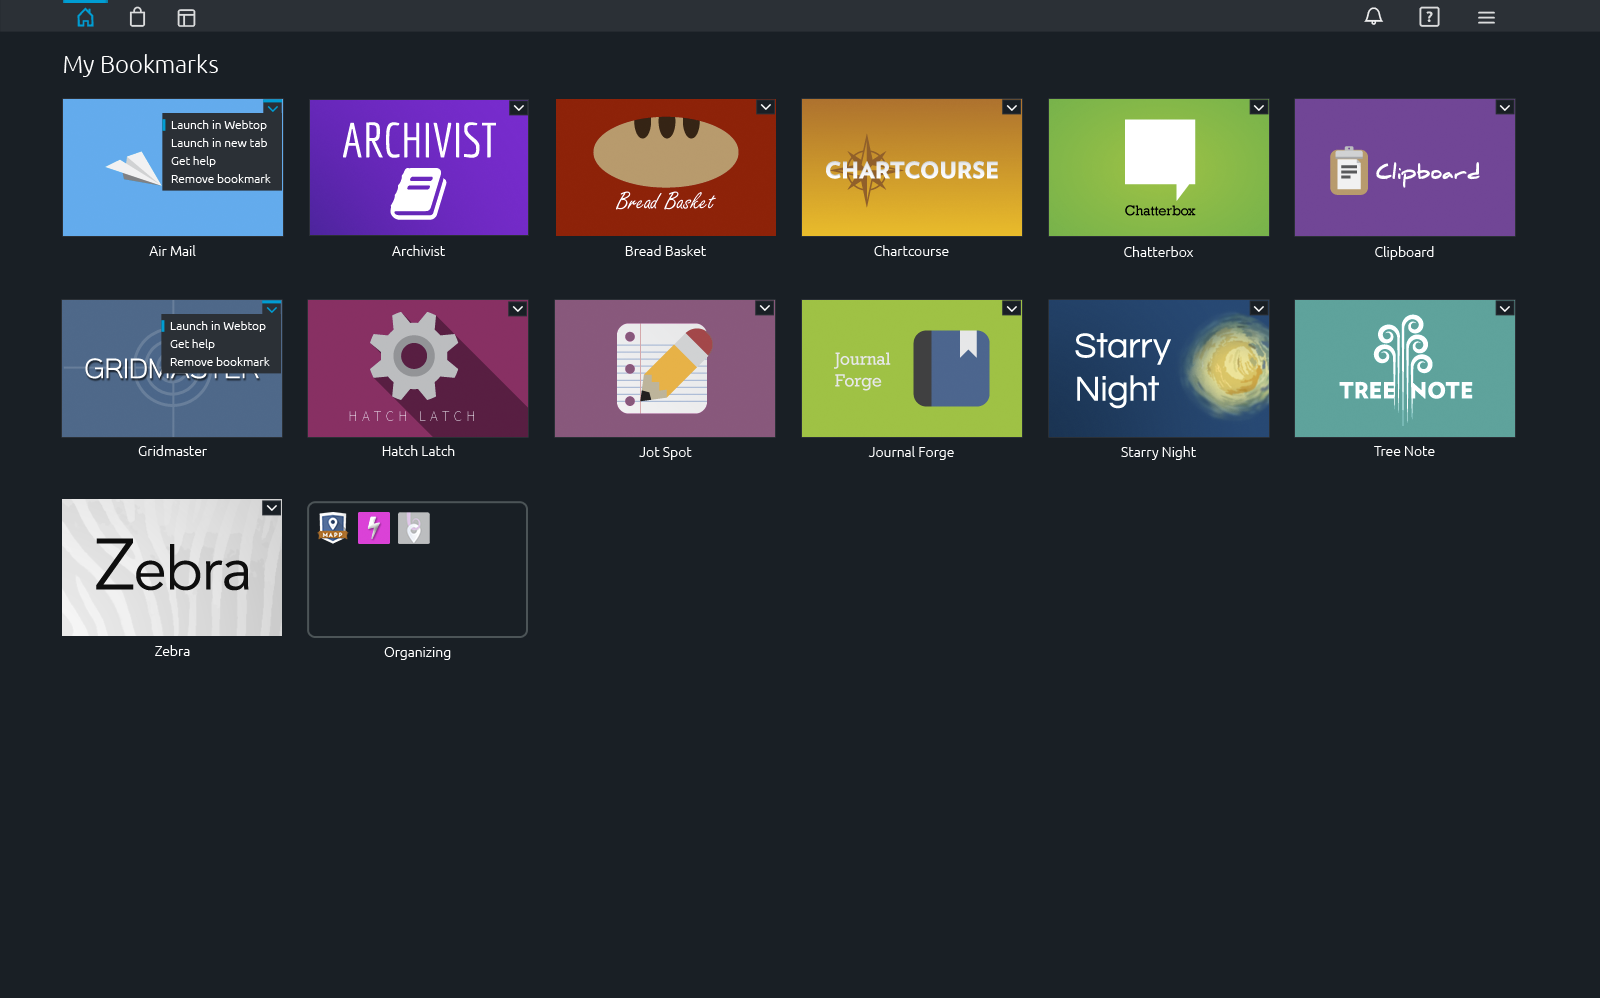 ?
My Bookmarks
Launch in Webtop
Launch in new tab
Get help
Remove bookmark
Air Mail
ARCHIVIST
Archivist
Bread Basket
Bread Basket
CHARTCOURSE
Chartcourse
Chatterbox
Chatterbox
Clipboard
Clipboard
Launch in Webtop
Get help
Remove bookmark
GRIDMASTER
Gridmaster
HATCH LATCH
Hatch Latch
Jot Spot
Journal
Forge
Journal Forge
Starry
Night
Starry Night
TREE NOTE
Tree Note
Zebra
Zebra
MAPP
Organizing